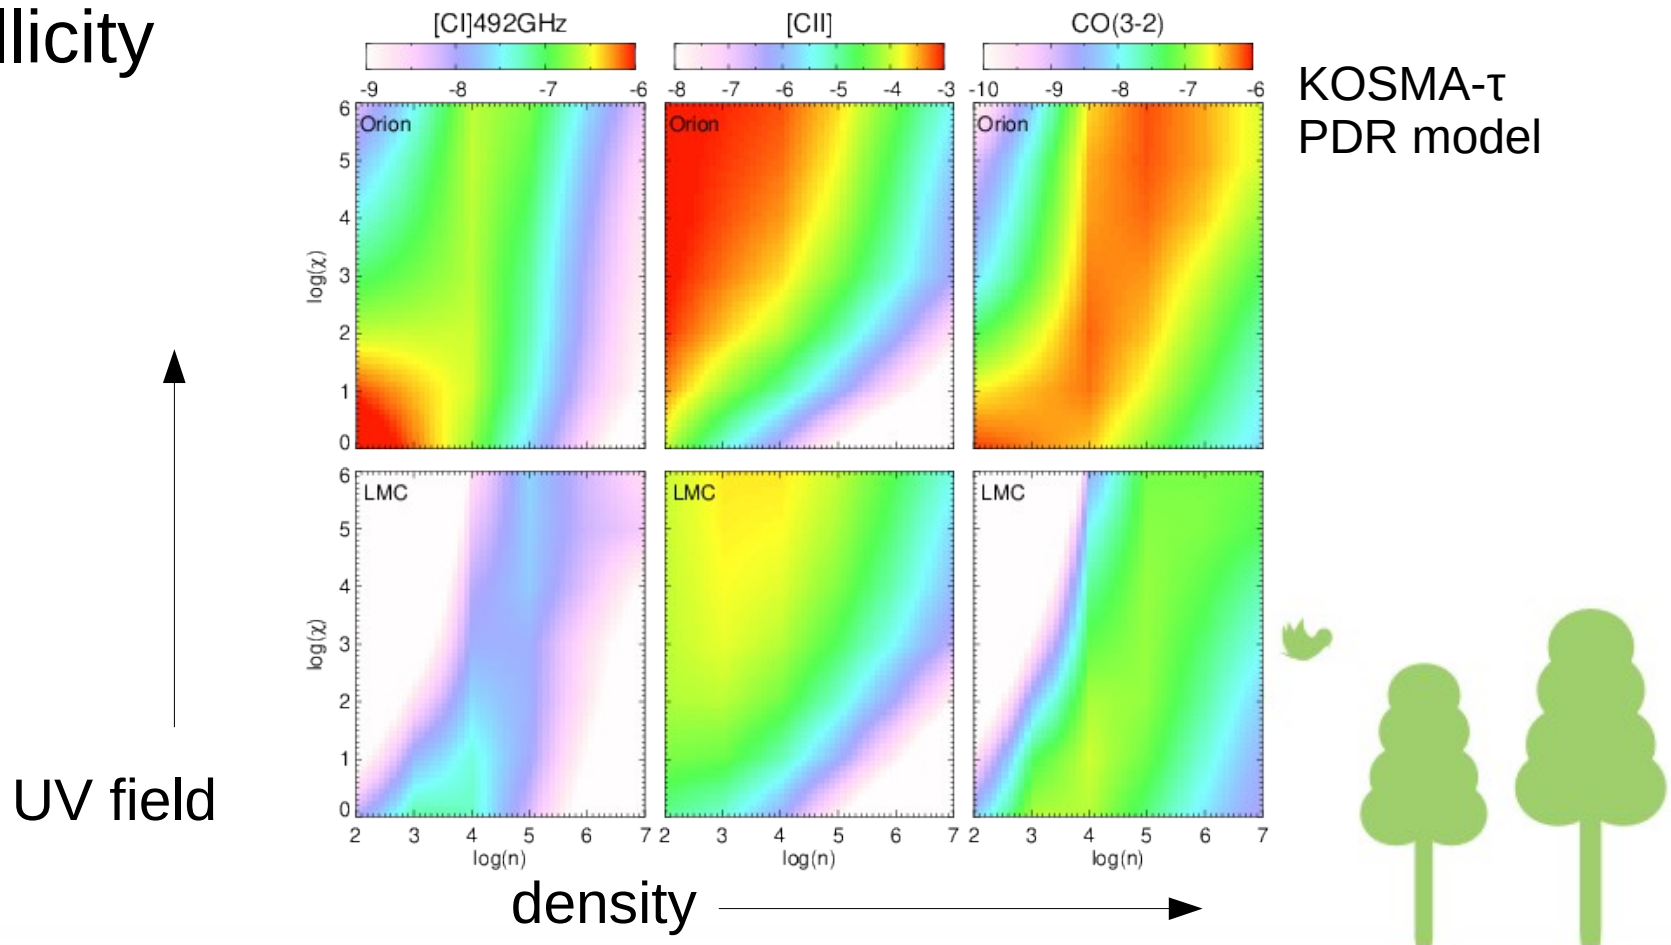 llicity
[CI]492GHz [CII] CO(3-2)
-9 -8 -7 -6 -8 -7 -6 -5 -4 -3 -10 -9 -8 -7 -6
KOSMA-τ
PDR model
Orion Orion Orion
6
5
4
3
2
1
0
log(χ)
LMC LMC LMC
6
5
4
3
2
1
0
log(χ)
UV field
2 3 4 5 6 7 2 3 4 5 6 7 2 3 4 5 6 7
log(n) log(n) log(n)
density